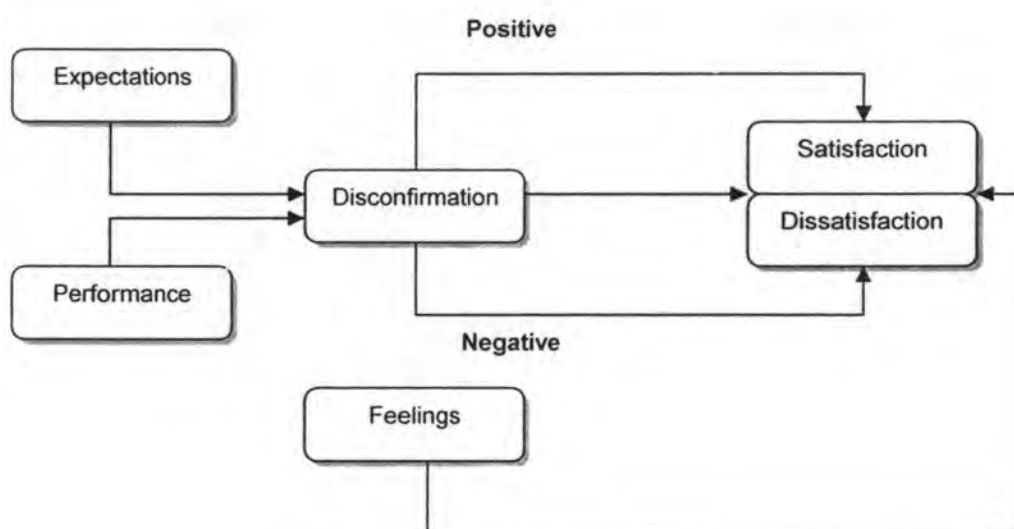 Positive
Expectations
Satisfaction
Disconfirmation
Dissatisfaction
Performance
Negative
Feelings